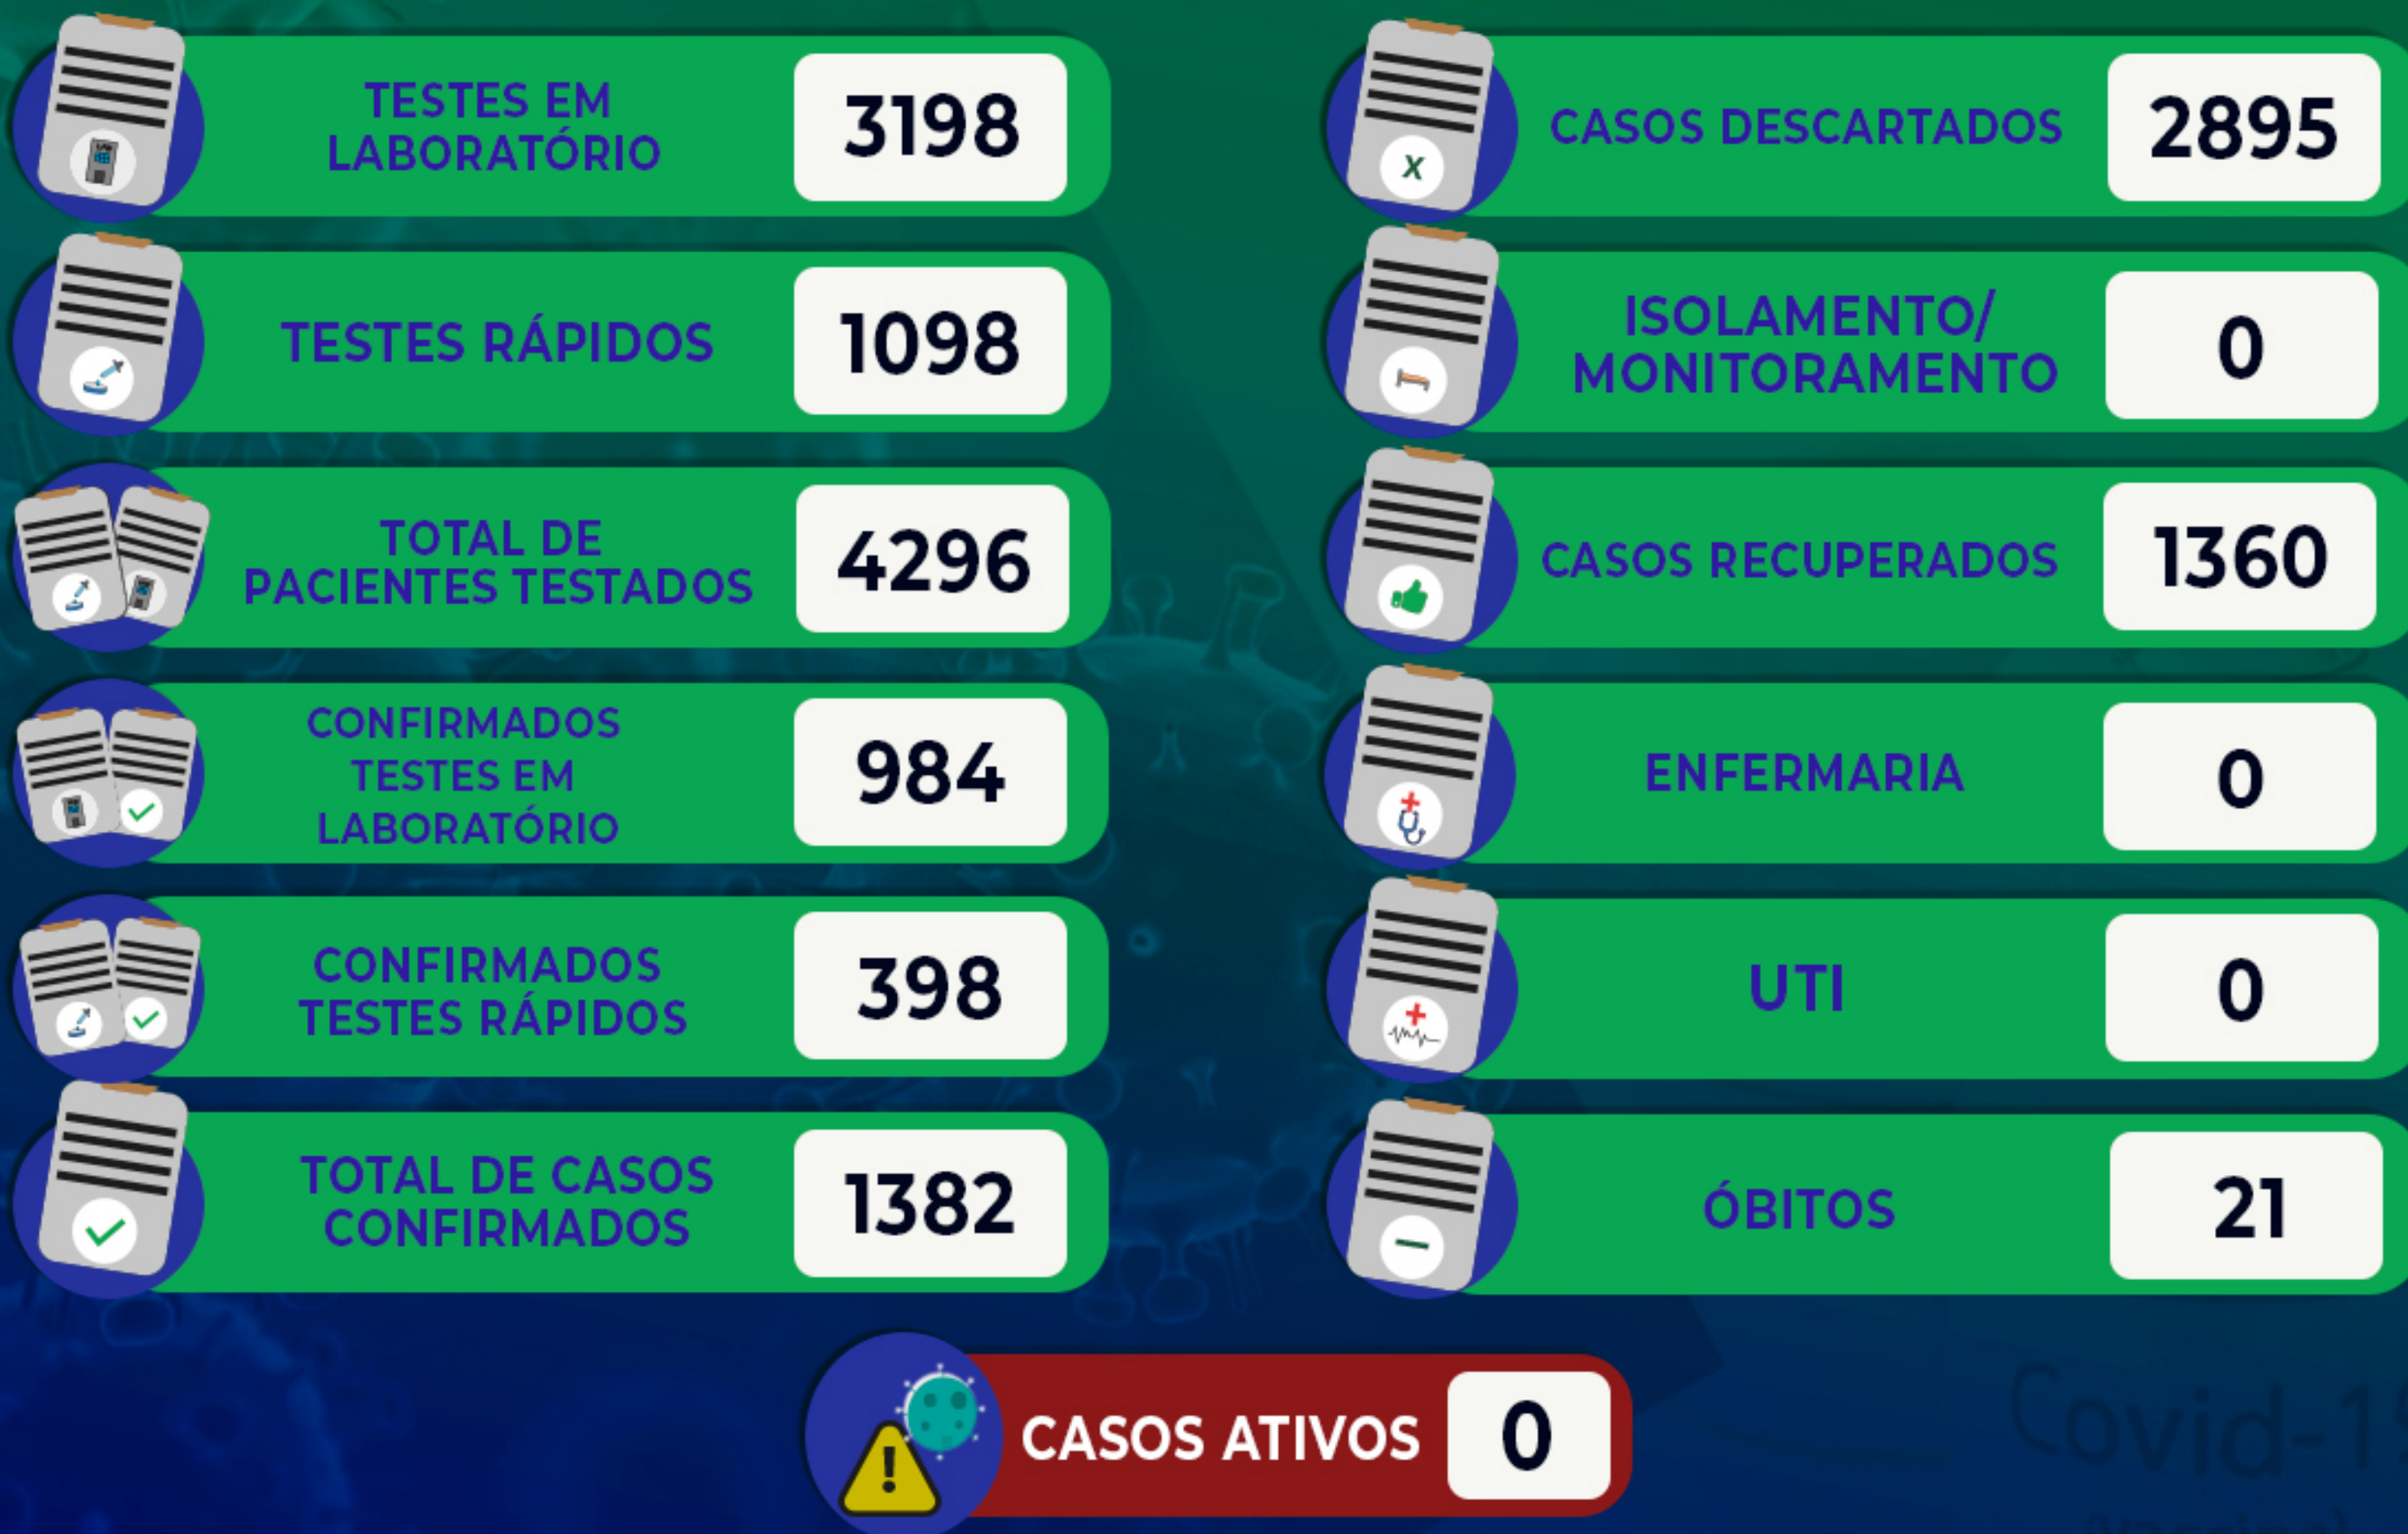 TESTES EM
LABORATÓRIO
3198
TESTES RÁPIDOS
1098
TOTAL DE
PACIENTES TESTADOS
4296
CONFIRMADOS
TESTES EM
LABORATÓRIO
984
CONFIRMADOS
TESTES RÁPIDOS
398
TOTAL DE CASOS
CONFIRMADOS
1382
CASOS DESCARTADOS
2895
ISOLAMENTO/
MONITORAMENTO
0
CASOS RECUPERADOS
1360
ENFERMARIA
0
UTI
0
ÓBITOS
21
CASOS ATIVOS
0